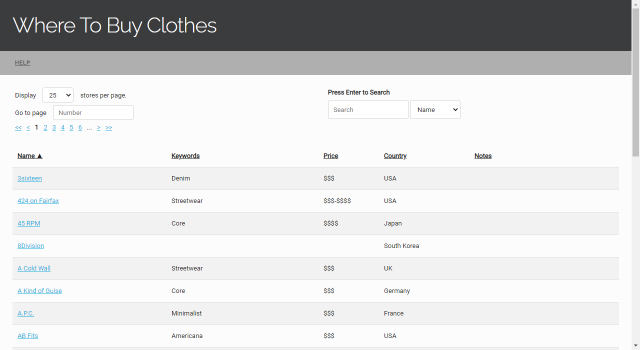 Where To Buy Clothes
HELP
Display 25 stores per page.
Go to page Number
<< < 1 2 3 4 5 6 ... > >>
Press Enter to Search
Search Name
Name ▲ Keywords Price Country Notes
3sixteen Denim $$$ USA
424 on Fairfax Streetwear $$$-$$$$ USA
45 RPM Core $$$$ Japan
8Division South Korea
A Cold Wall Streetwear $$$ UK
A Kind of Guise Core $$$ Germany
A.P.C. Minimalist $$$ France
AB Fits Americana $$$ USA